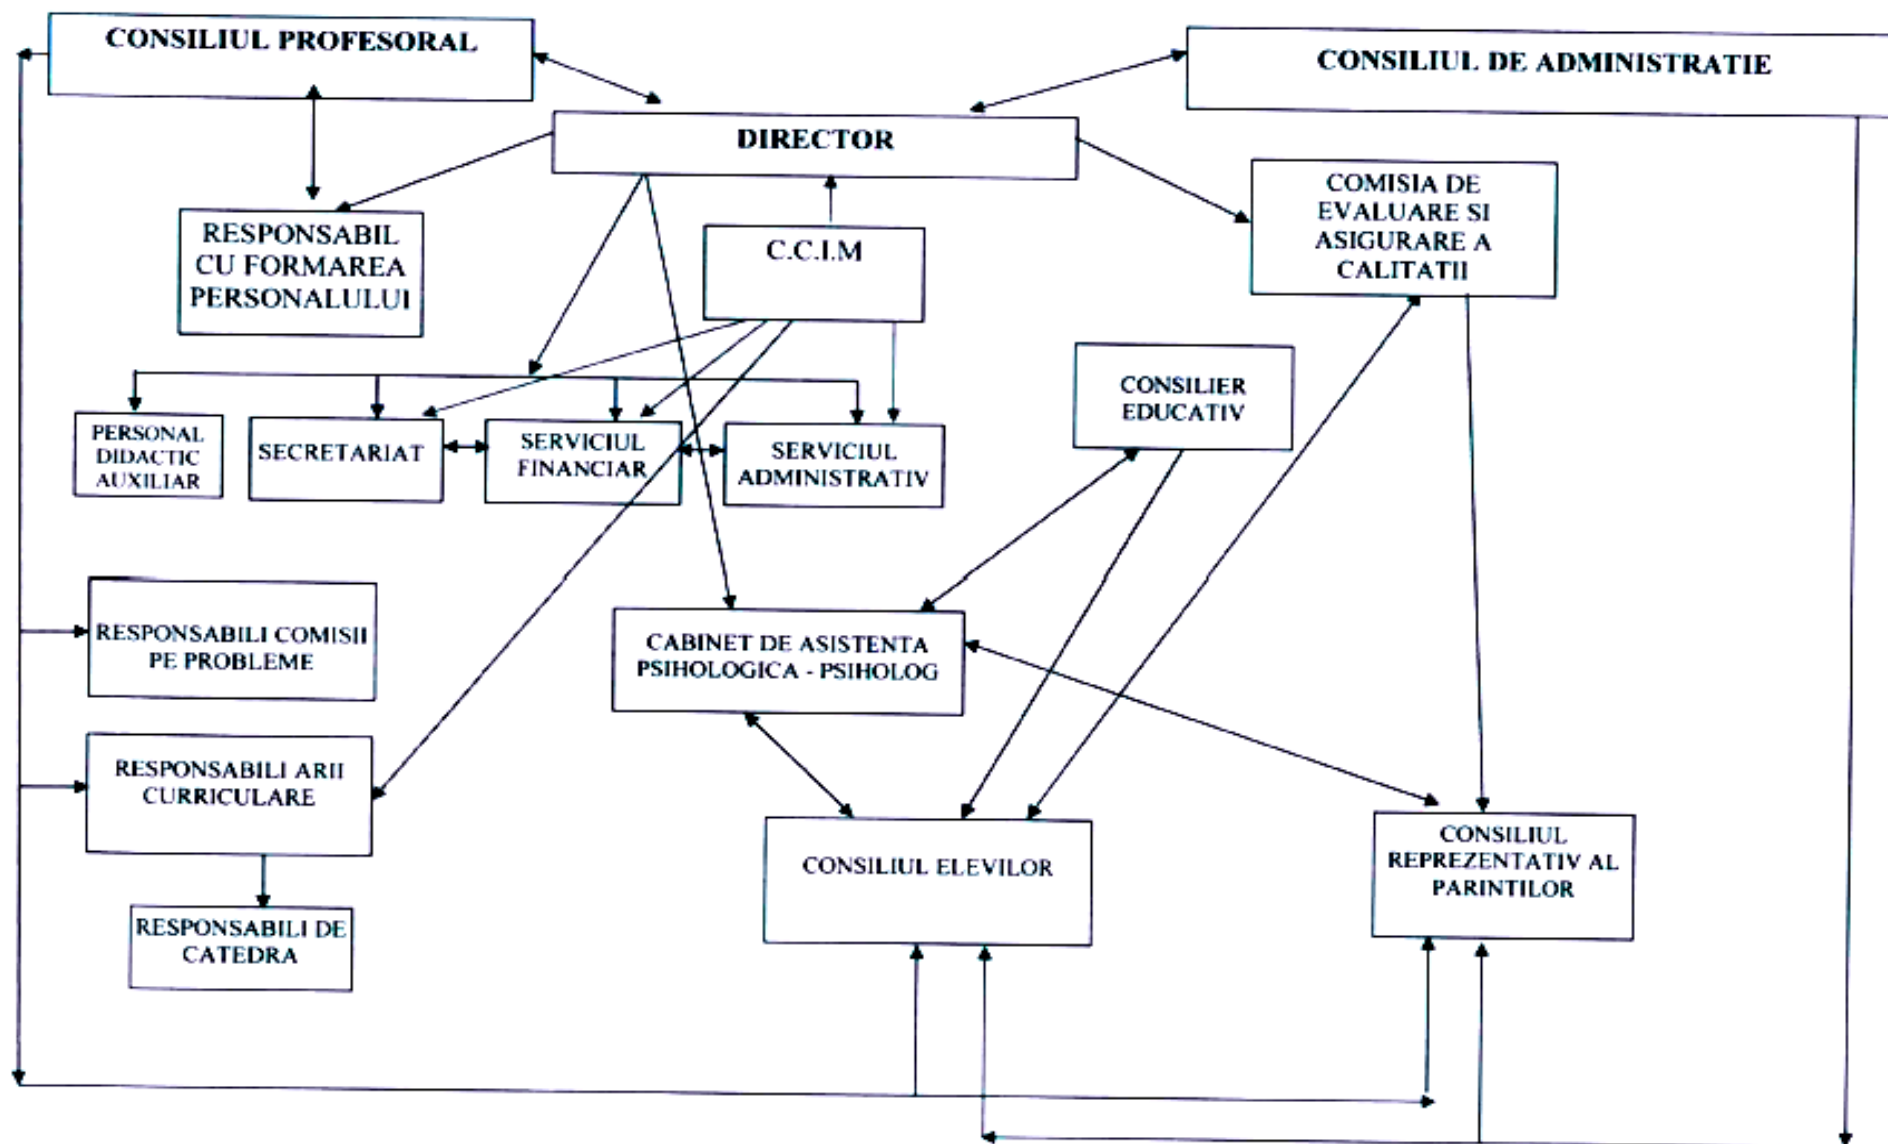 CONSILIUL PROFESORAL
CONSILIUL DE ADMINISTRATIE
DIRECTOR
COMISIA DE
EVALUARE SI
ASIGURARE A
CALITATII
RESPONSABIL
CU FORMAREA
PERSONALULUI
C.C.I.M
CONSILIER
EDUCATIV
PERSONAL
DIDACTIC
AUXILIAR
SECRETARIAT
SERVICIUL
FINANCIAR
SERVICIUL
ADMINISTRATIV
RESPONSABILI COMISII
PE PROBLEME
CABINET DE ASISTENTA
PSIHOLOGICA - PSIHOLOG
RESPONSABILI ARII
CURRICULARE
CONSILIUL ELEVILOR
CONSILIUL
REPREZENTATIV AL
PARINTILOR
RESPONSABILI DE
CATEDRA